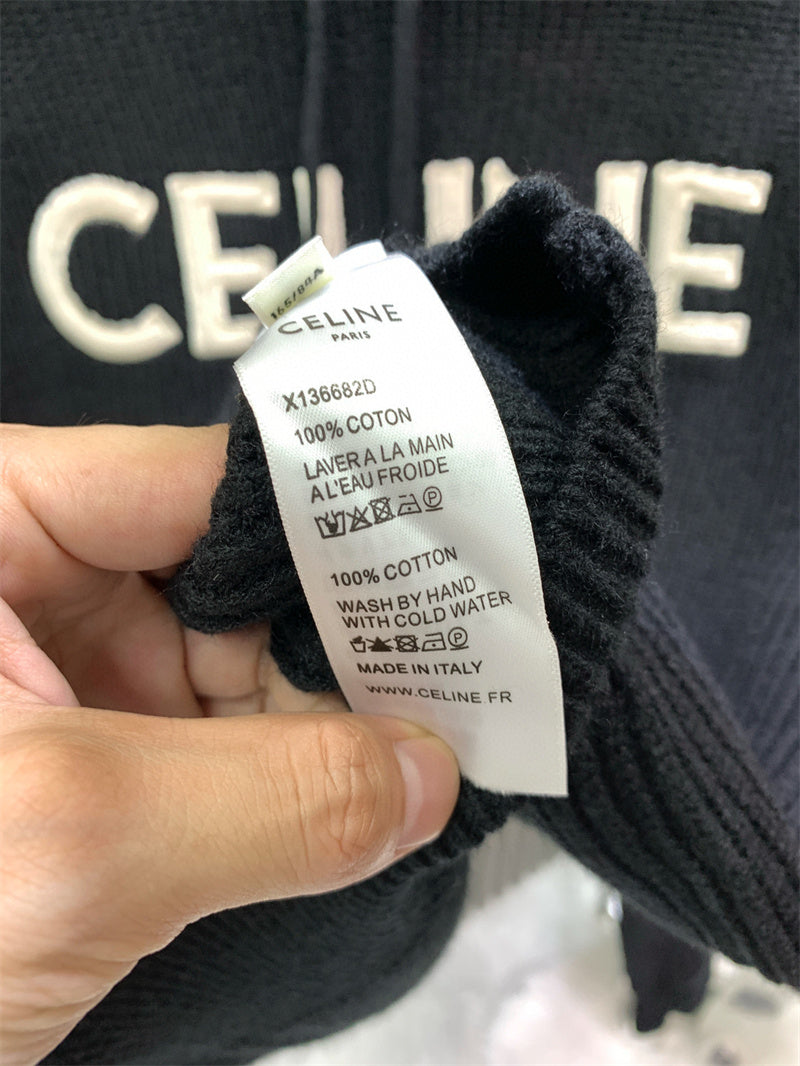 CELINE
165/84A
CELINE
PARIS
X136682D
100% COTON
LAVER A LA MAIN
A L'EAU FROIDE
100% COTTON
WASH BY HAND
WITH COLD WATER
MADE IN ITALY
WWW.CELINE.FR